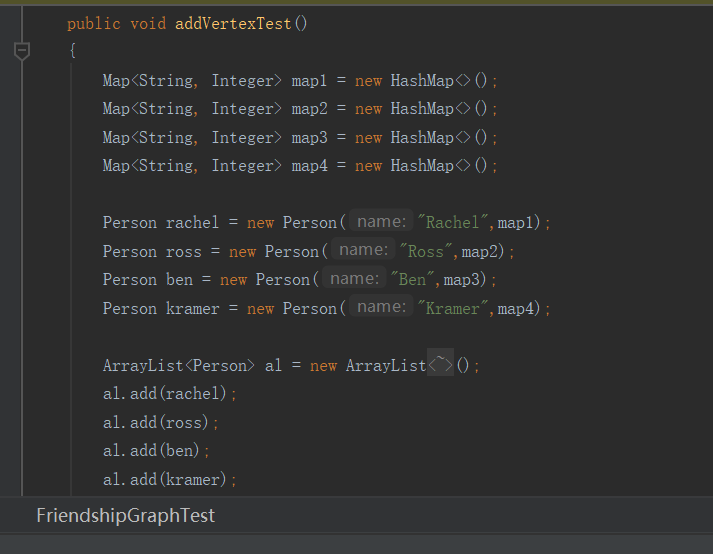 public void addVertexTest()
{
Map<String, Integer> map1 = new HashMap<>();
Map<String, Integer> map2 = new HashMap<>();
Map<String, Integer> map3 = new HashMap<>();
Map<String, Integer> map4 = new HashMap<>();
Person rachel = new Person( name: "Rachel",map1);
Person ross = new Person( name: "Ross",map2);
Person ben = new Person( name: "Ben",map3);
Person kramer = new Person( name: "Kramer",map4);
ArrayList<Person> al = new ArrayList<~>();
al.add(rachel);
al.add(ross);
al.add(ben);
al.add(kramer);
FriendshipGraphTest